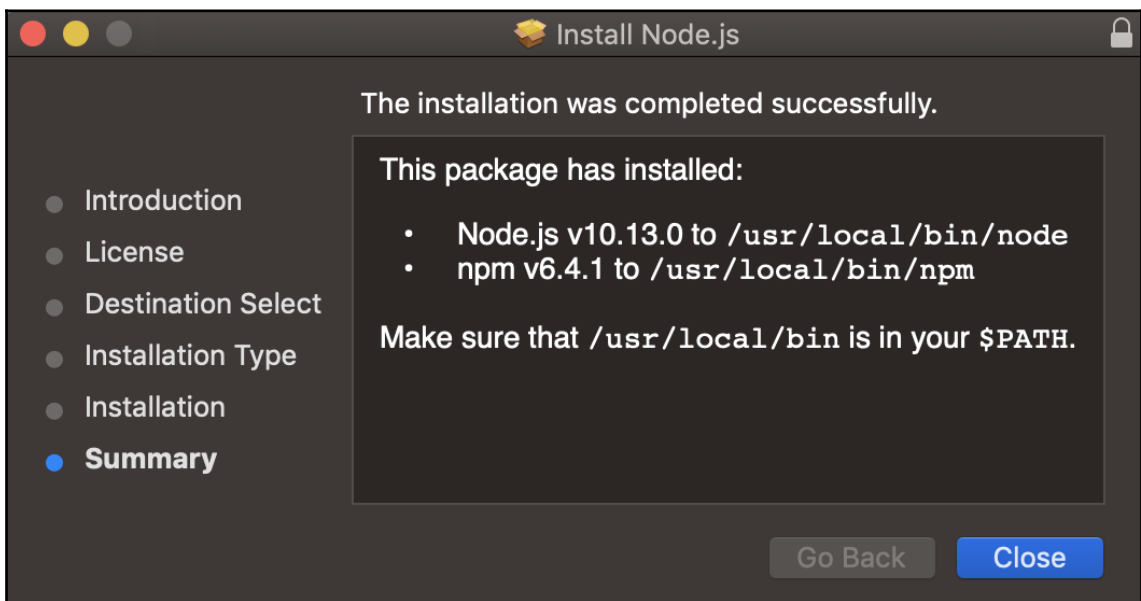 Install Node.js
The installation was completed successfully.
Introduction
License
Destination Select
Installation Type
Installation
Summary
This package has installed:
• Node.js v10.13.0 to /usr/local/bin/node
• npm v6.4.1 to /usr/local/bin/npm
Make sure that /usr/local/bin is in your $PATH.
Go Back
Close